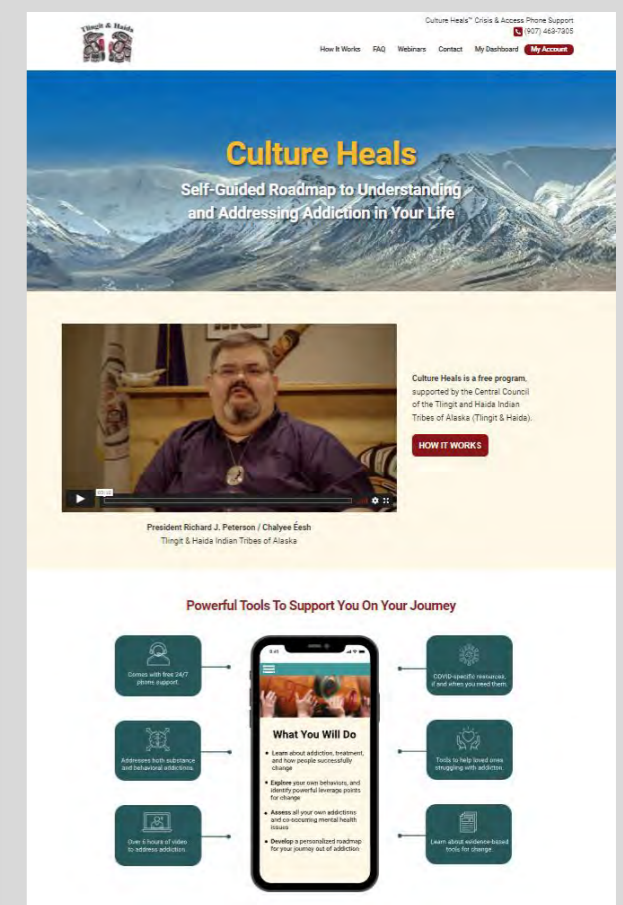 Tlingit & Haida
Culture Heals™ Crisis & Access Phone Support
(907) 463-7305
How It Works FAQ Webinars Contact My Dashboard My Account
Culture Heals
Self-Guided Roadmap to Understanding
and Addressing Addiction in Your Life
Culture Heals is a free program,
supported by the Central Council
of the Tlingit and Haida Indian
Tribes of Alaska (Tlingit & Haida).
HOW IT WORKS
President Richard J. Peterson / Chalyee Éesh
Tlingit & Haida Indian Tribes of Alaska
Powerful Tools To Support You On Your Journey
Comes with free 24/7
phone support.
Addresses both substance
and behavioral addictions.
Over 6 hours of video
to address addiction.
What You Will Do
• Learn about addiction, treatment,
and how people successfully
change
• Explore your own behaviors, and
identify powerful leverage points
for change
• Assess all your own addictions
and co-occurring mental health
issues
• Develop a personalized roadmap
for your journey out of addiction
COVID-specific resources,
if and when you need them.
Tools to help loved ones
struggling with addiction.
Learn about evidence-based
tools for change.